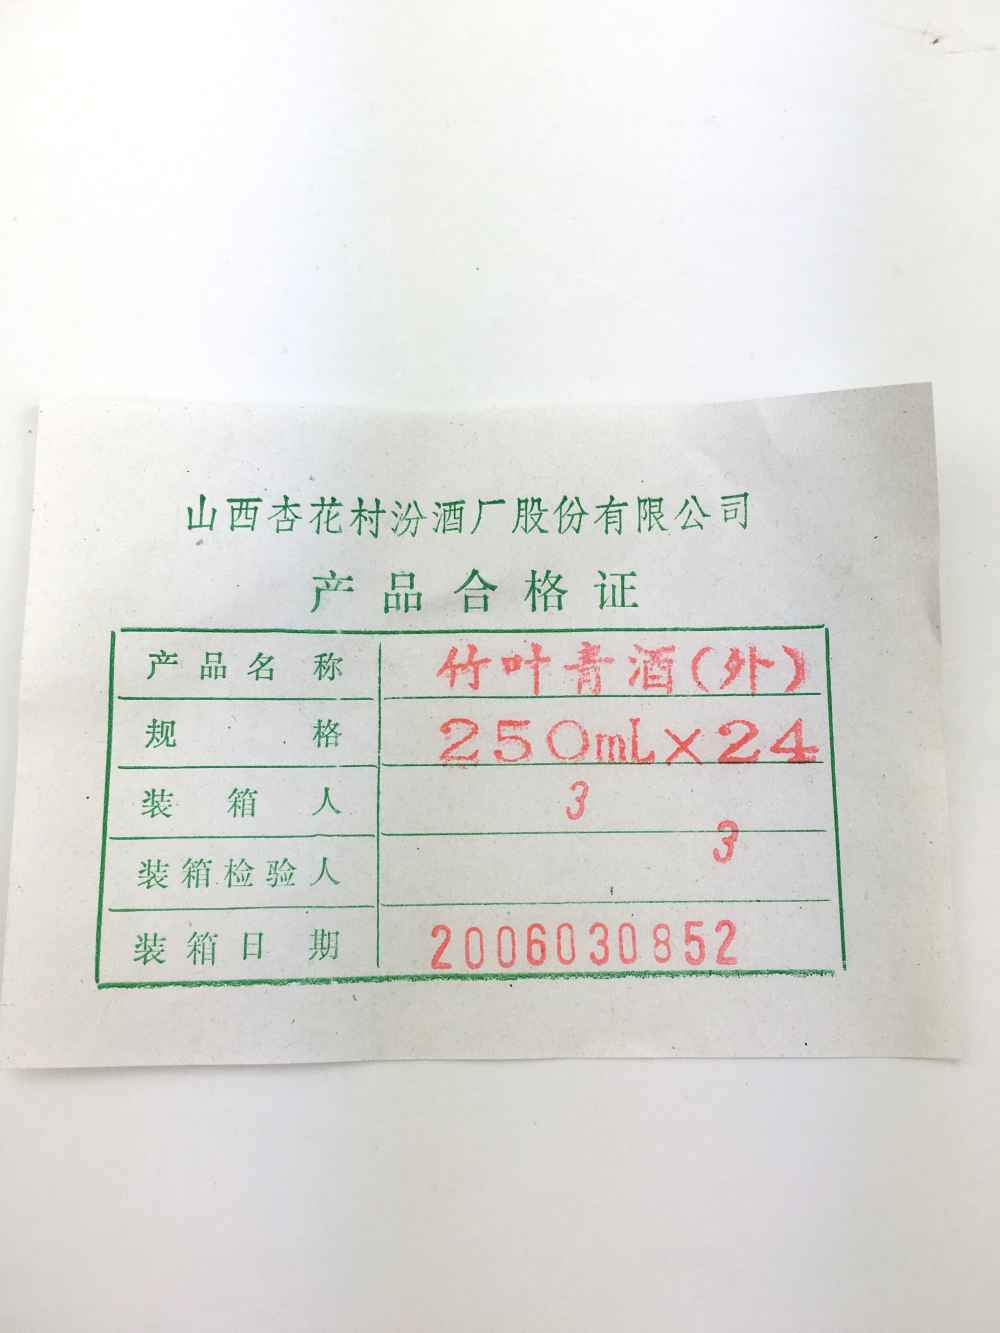 山西杏花村汾酒厂股份有限公司
产品合格证
产品名称 竹叶青酒(外)
规格 250mL×24
装箱人 3
装箱检验人 3
装箱日期 2006030852